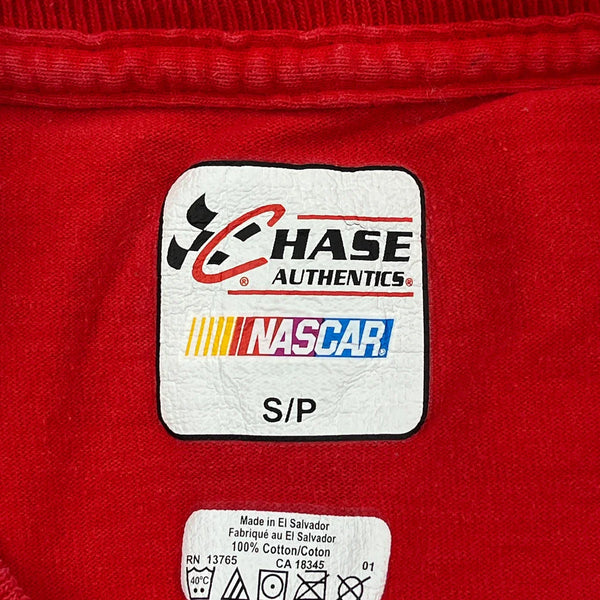 CHASE
AUTHENTICS®
®
NASCAR®
S/P
Made in El Salvador
Fabriqué au El Salvador
100% Cotton/Coton
RN 13765 CA 18345 01
40°C